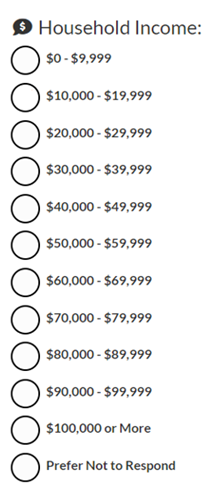 Household Income:
$0 - $9,999
$10,000 - $19,999
$20,000 - $29,999
$30,000 - $39,999
$40,000 - $49,999
$50,000 - $59,999
$60,000 - $69,999
$70,000 - $79,999
$80,000 - $89,999
$90,000 - $99,999
$100,000 or More
Prefer Not to Respond